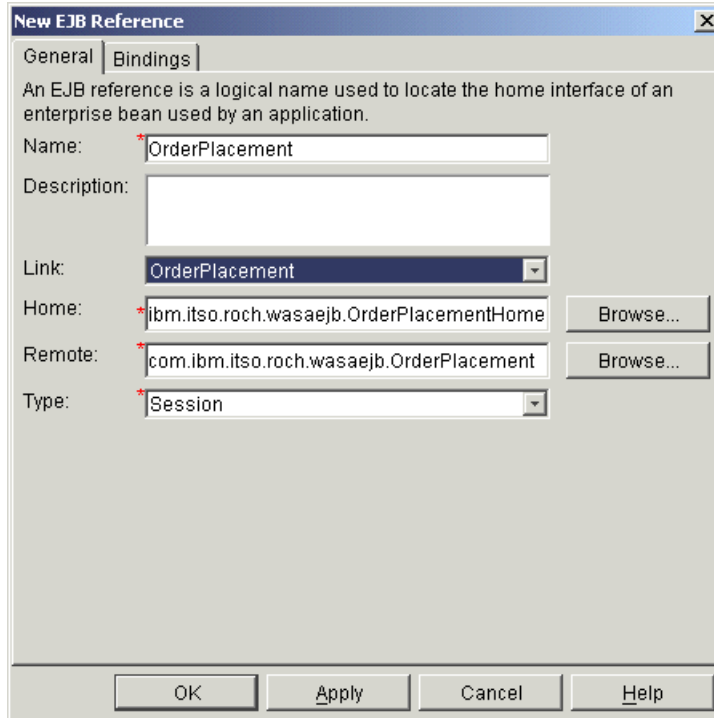 New EJB Reference
General
Bindings
An EJB reference is a logical name used to locate the home interface of an
enterprise bean used by an application.
Name: *OrderPlacement
Description:
Link: OrderPlacement
Home: *ibm.itso.roch.wasaejb.OrderPlacementHome Browse...
Remote: *com.ibm.itso.roch.wasaejb.OrderPlacement Browse...
Type: *Session
OK Apply Cancel Help